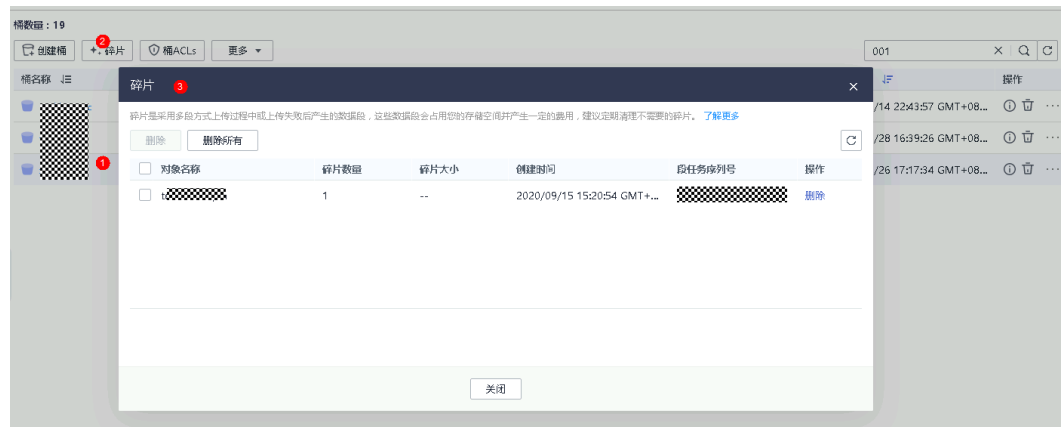 桶数量：19
创建桶 碎片 桶ACLs 更多
2
001
桶名称 操作
碎片 3
碎片是采用多段方式上传过程中或上传失败后产生的数据段，这些数据段会占用您的存储空间并产生一定的费用，建议定期清理不需要的碎片。 了解更多
/14 22:43:57 GMT+08...
删除 删除所有
/28 16:39:26 GMT+08...
1
/26 17:17:34 GMT+08...
对象名称 碎片数量 碎片大小 创建时间 段任务序列号 操作
1 -- 2020/09/15 15:20:54 GMT+... 删除
关闭